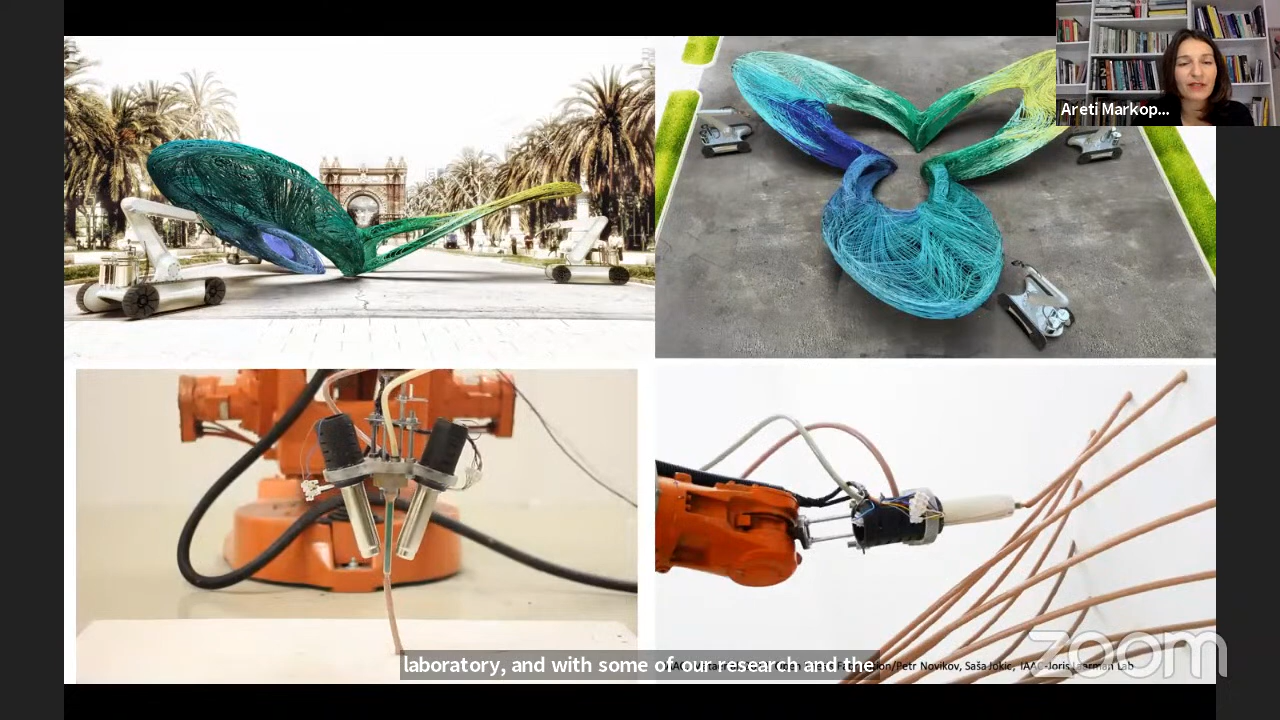 Areti Markop...
laboratory, and with some of our research and the
/Petr Novikov, Saša Jokić, IAAC-Joris Laarman Lab
zoom